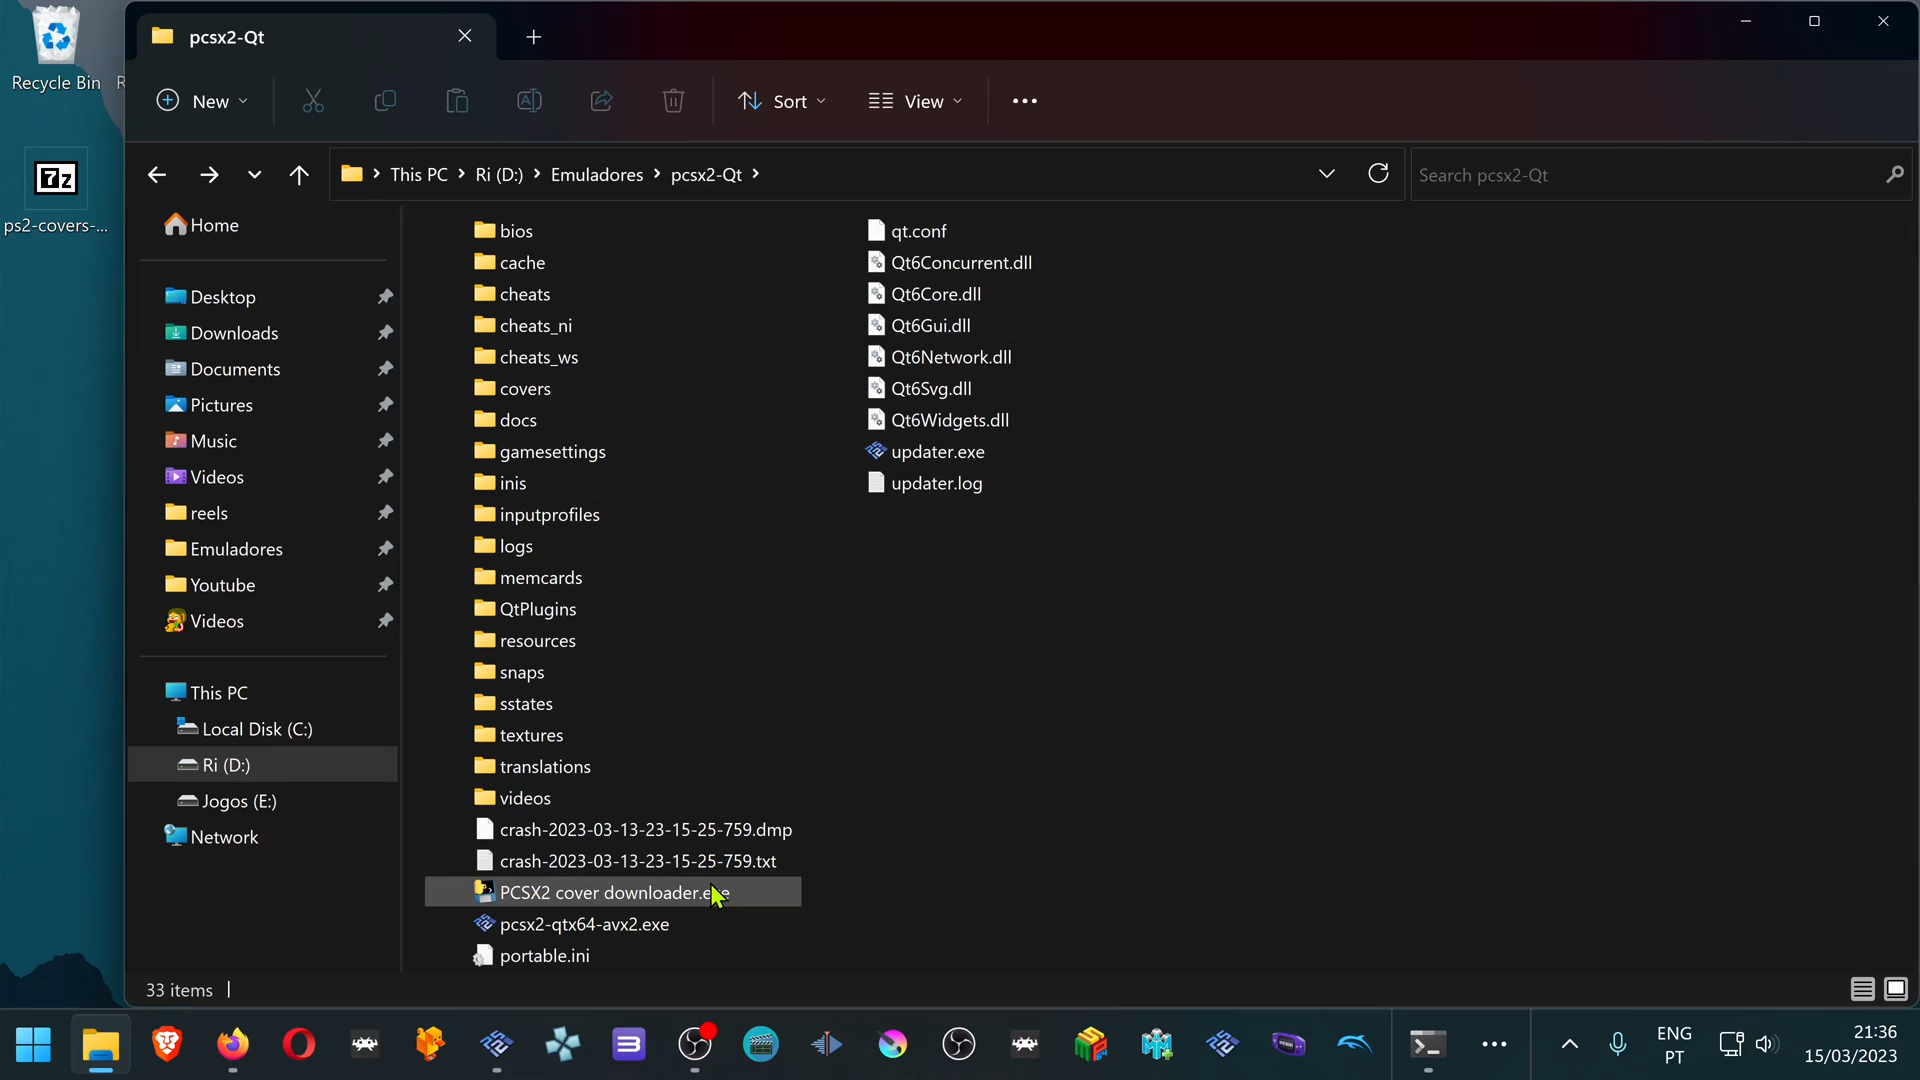 Recycle Bin
R
ps2-covers-...
pcsx2-Qt
New
Sort
View
This PC
Ri (D:)
Emuladores
pcsx2-Qt
Search pcsx2-Qt
Home
Desktop
Downloads
Documents
Pictures
Music
Videos
reels
Emuladores
Youtube
Videos
This PC
Local Disk (C:)
Ri (D:)
Jogos (E:)
Network
bios
cache
cheats
cheats_ni
cheats_ws
covers
docs
gamesettings
inis
inputprofiles
logs
memcards
QtPlugins
resources
snaps
sstates
textures
translations
videos
crash-2023-03-13-23-15-25-759.dmp
crash-2023-03-13-23-15-25-759.txt
PCSX2 cover downloader.exe
pcsx2-qtx64-avx2.exe
portable.ini
qt.conf
Qt6Concurrent.dll
Qt6Core.dll
Qt6Gui.dll
Qt6Network.dll
Qt6Svg.dll
Qt6Widgets.dll
updater.exe
updater.log
33 items
ENG
PT
21:36
15/03/2023